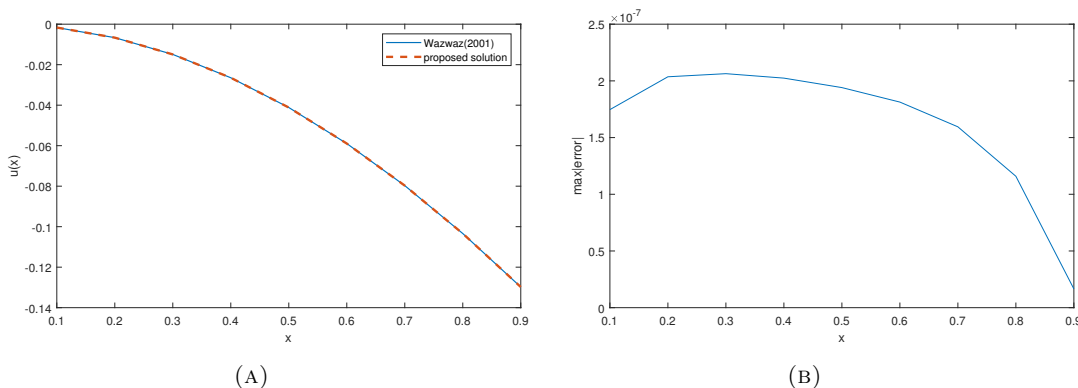 0
-0.02
-0.04
-0.06
-0.08
-0.1
-0.12
-0.14
u(x)
0.1 0.2 0.3 0.4 0.5 0.6 0.7 0.8 0.9
x
Wazwaz(2001)
proposed solution
(A)
×10⁻⁷
2.5
2
1.5
1
0.5
0
max|error|
0.1 0.2 0.3 0.4 0.5 0.6 0.7 0.8 0.9
x
(B)